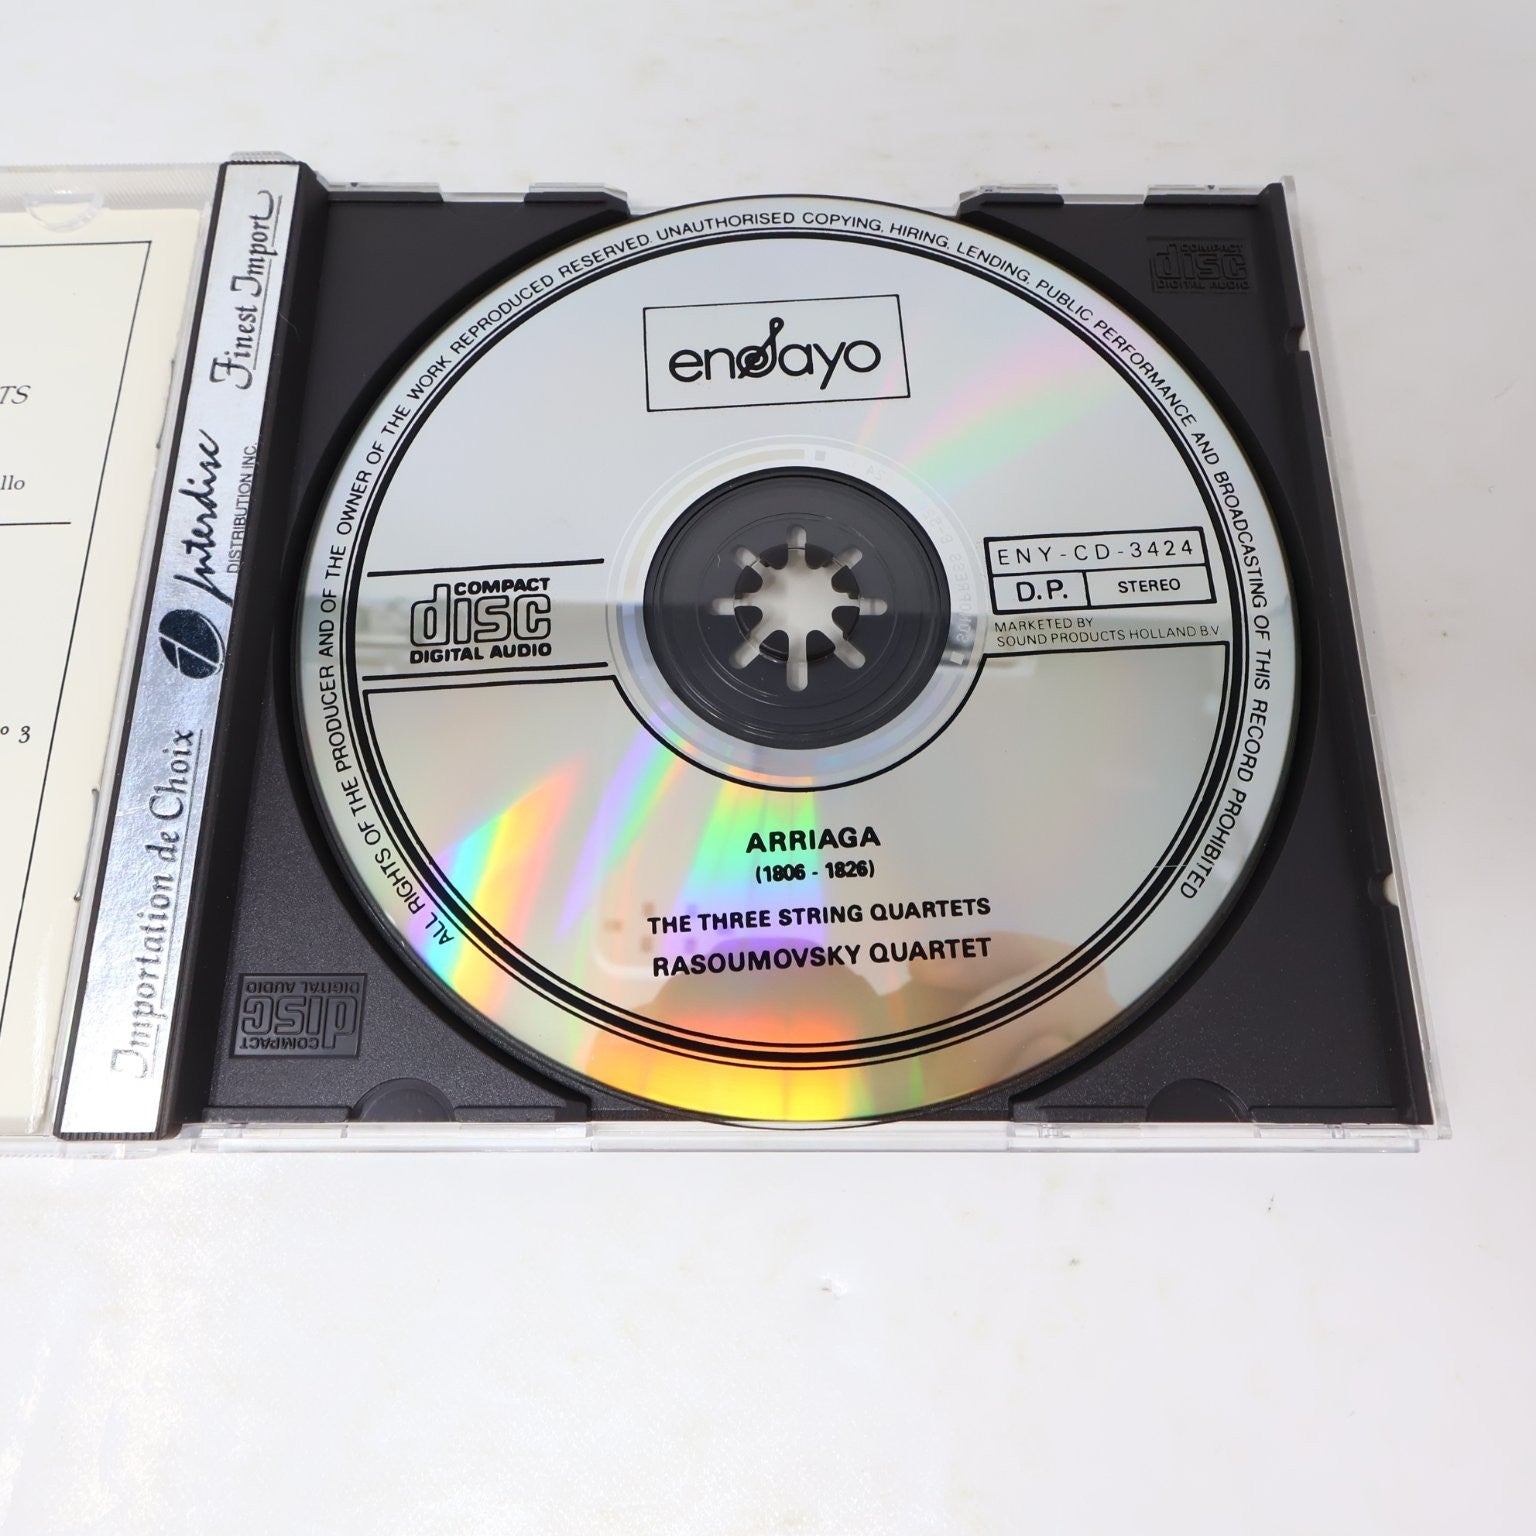 TS
llo
º 3
Finest Import
Interdisc
DISTRIBUTION INC.
Importation de Choix
ALL RIGHTS OF THE PRODUCER AND OF THE OWNER OF THE WORK REPRODUCED RESERVED. UNAUTHORISED COPYING, HIRING, LENDING, PUBLIC PERFORMANCE AND BROADCASTING OF THIS RECORD PROHIBITED
ensayo
COMPACT
disc
DIGITAL AUDIO
ENY-CD-3424
D.P. STEREO
MARKETED BY
SOUND PRODUCTS HOLLAND B.V.
ARRIAGA
(1806 - 1826)
THE THREE STRING QUARTETS
RASOUMOVSKY QUARTET
COMPACT
disc
DIGITAL AUDIO
COMPACT
disc
DIGITAL AUDIO